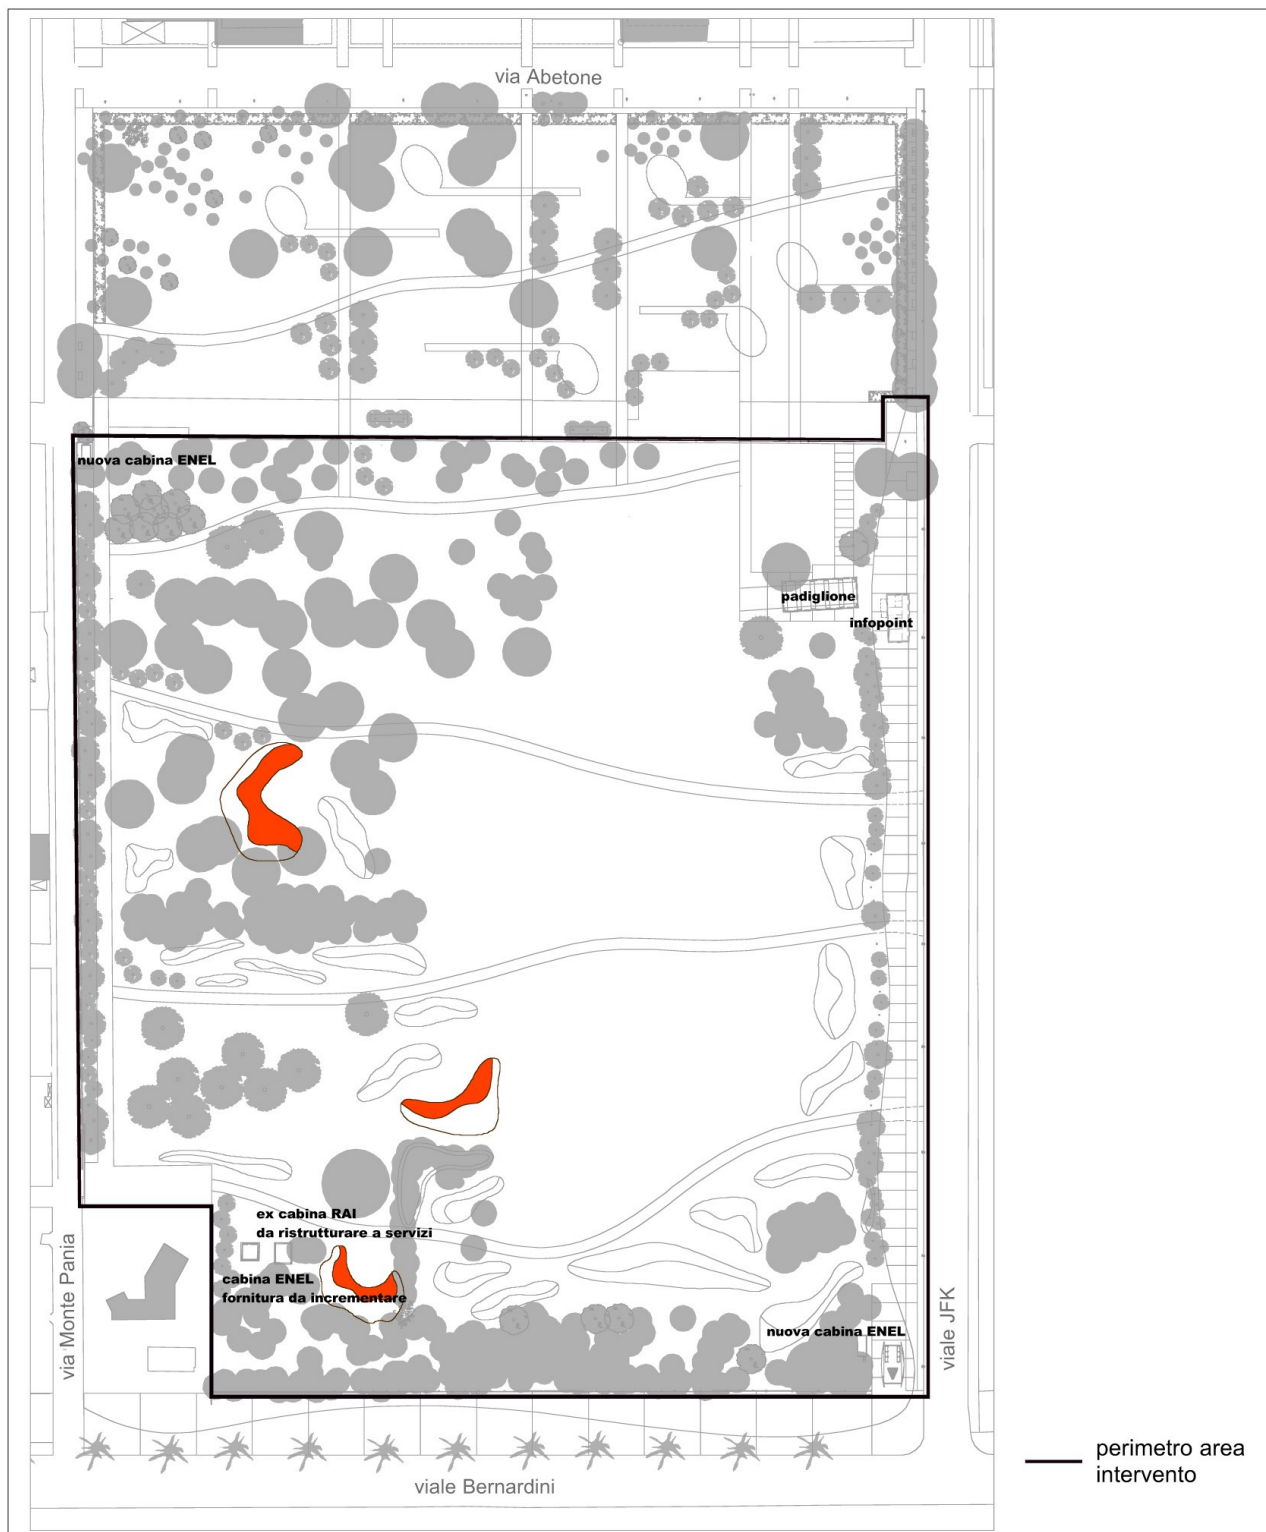 via Abetone
nuova cabina ENEL
padiglione
infopoint
ex cabina RAI
da ristrutturare a servizi
cabina ENEL
fornitura da incrementare
nuova cabina ENEL
via Monte Pania
viale JFK
viale Bernardini
perimetro area
intervento